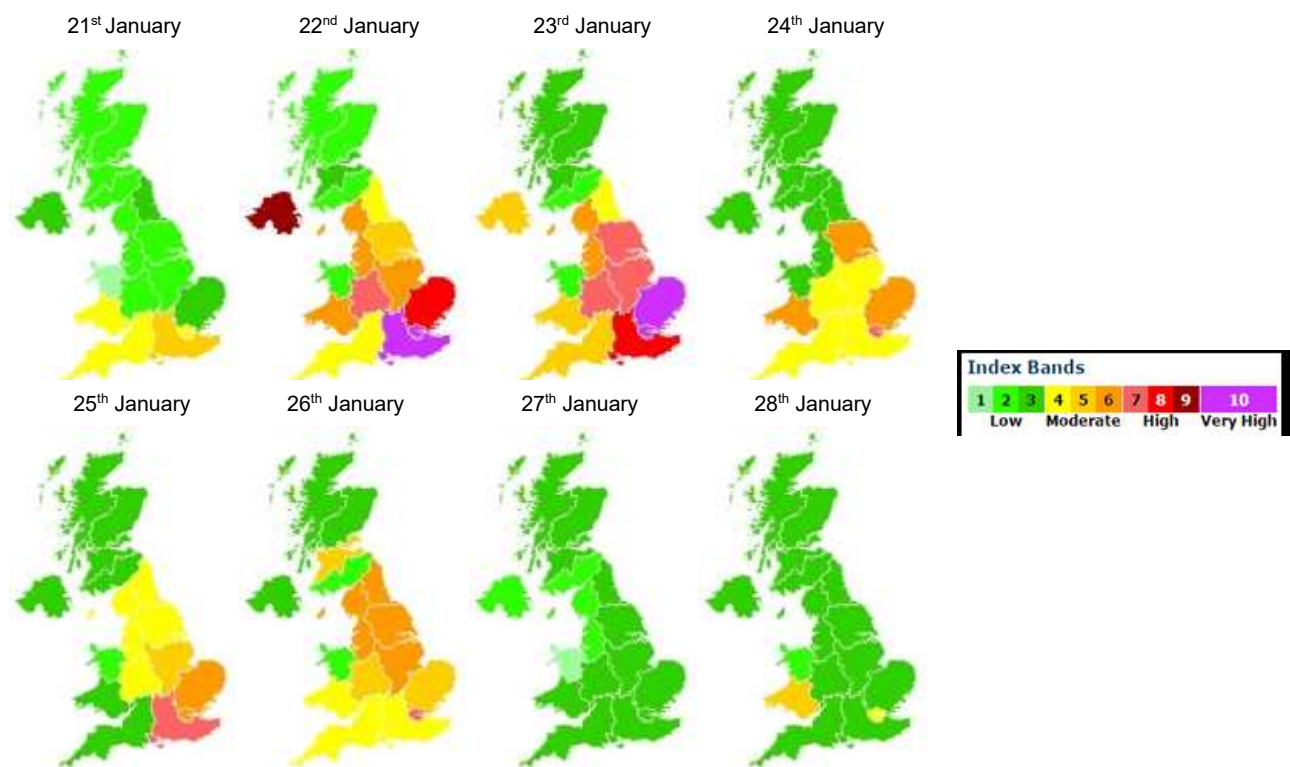 21st January
22nd January
23rd January
24th January
25th January
26th January
27th January
28th January
Index Bands
1 2 3 4 5 6 7 8 9 10
Low Moderate High Very High